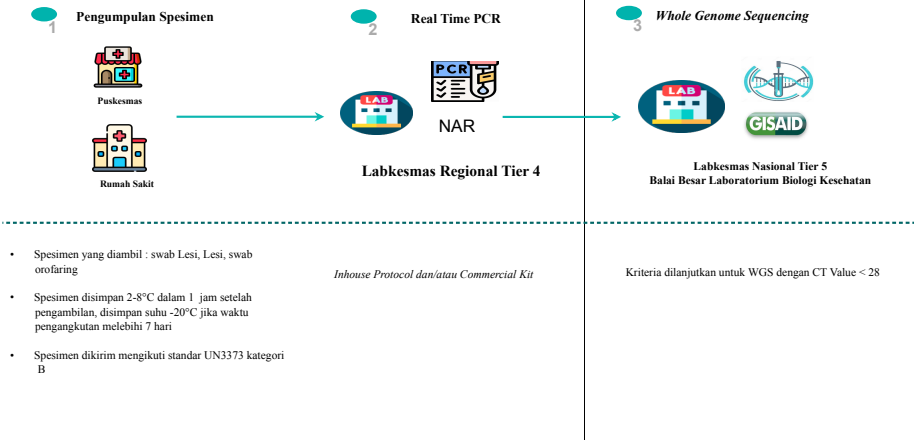 1
Pengumpulan Spesimen
Puskesmas
Rumah Sakit
2
Real Time PCR
LAB
PCR
NAR
Labkesmas Regional Tier 4
3
Whole Genome Sequencing
LAB
GISAID
Labkesmas Nasional Tier 5
Balai Besar Laboratorium Biologi Kesehatan
• Spesimen yang diambil : swab Lesi, Lesi, swab
orofaring
• Spesimen disimpan 2-8°C dalam 1 jam setelah
pengambilan, disimpan suhu -20°C jika waktu
pengangkutan melebihi 7 hari
• Spesimen dikirim mengikuti standar UN3373 kategori
B
Inhouse Protocol dan/atau Commercial Kit
Kriteria dilanjutkan untuk WGS dengan CT Value < 28